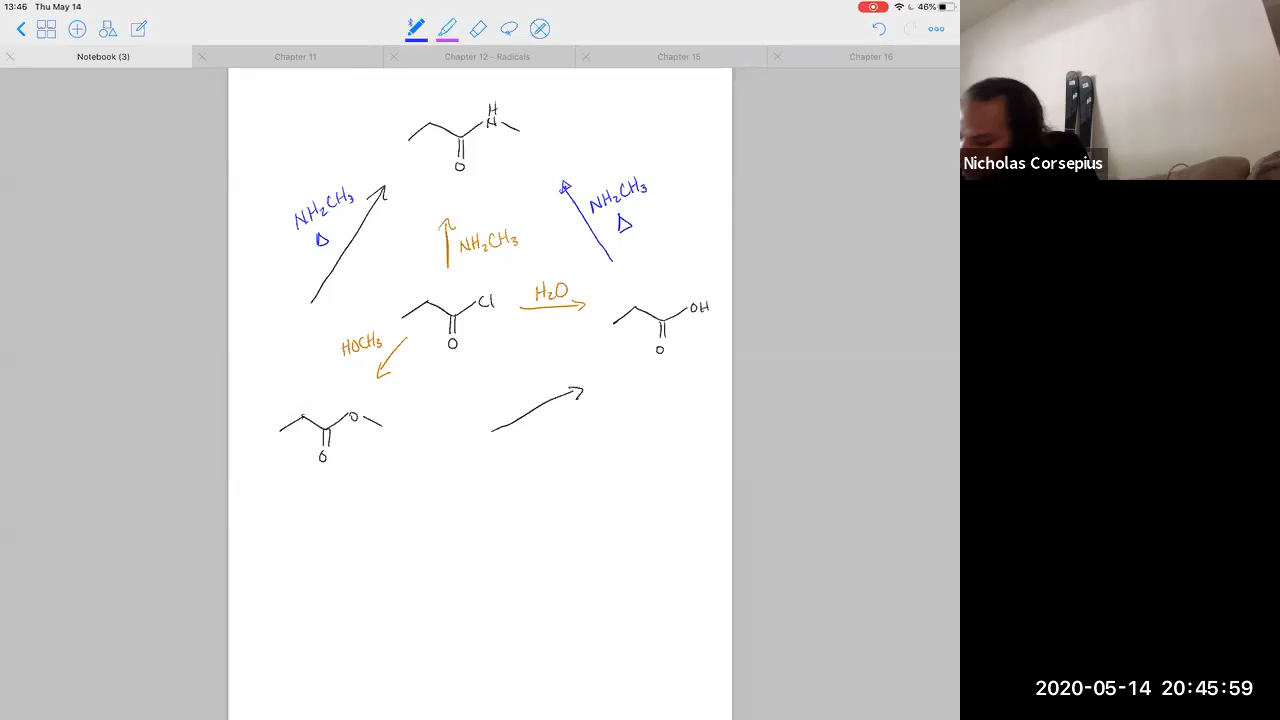 13:46 Thu May 14 46%
Notebook (3) Chapter 11 Chapter 12 - Radicals Chapter 15 Chapter 16
H
N
O
NH₂CH₃
Δ
NH₂CH₃
Δ
NH₂CH₃
Cl
O
H₂O
OH
O
HOCH₃
O
O
Nicholas Corsepius
2020-05-14 20:45:59